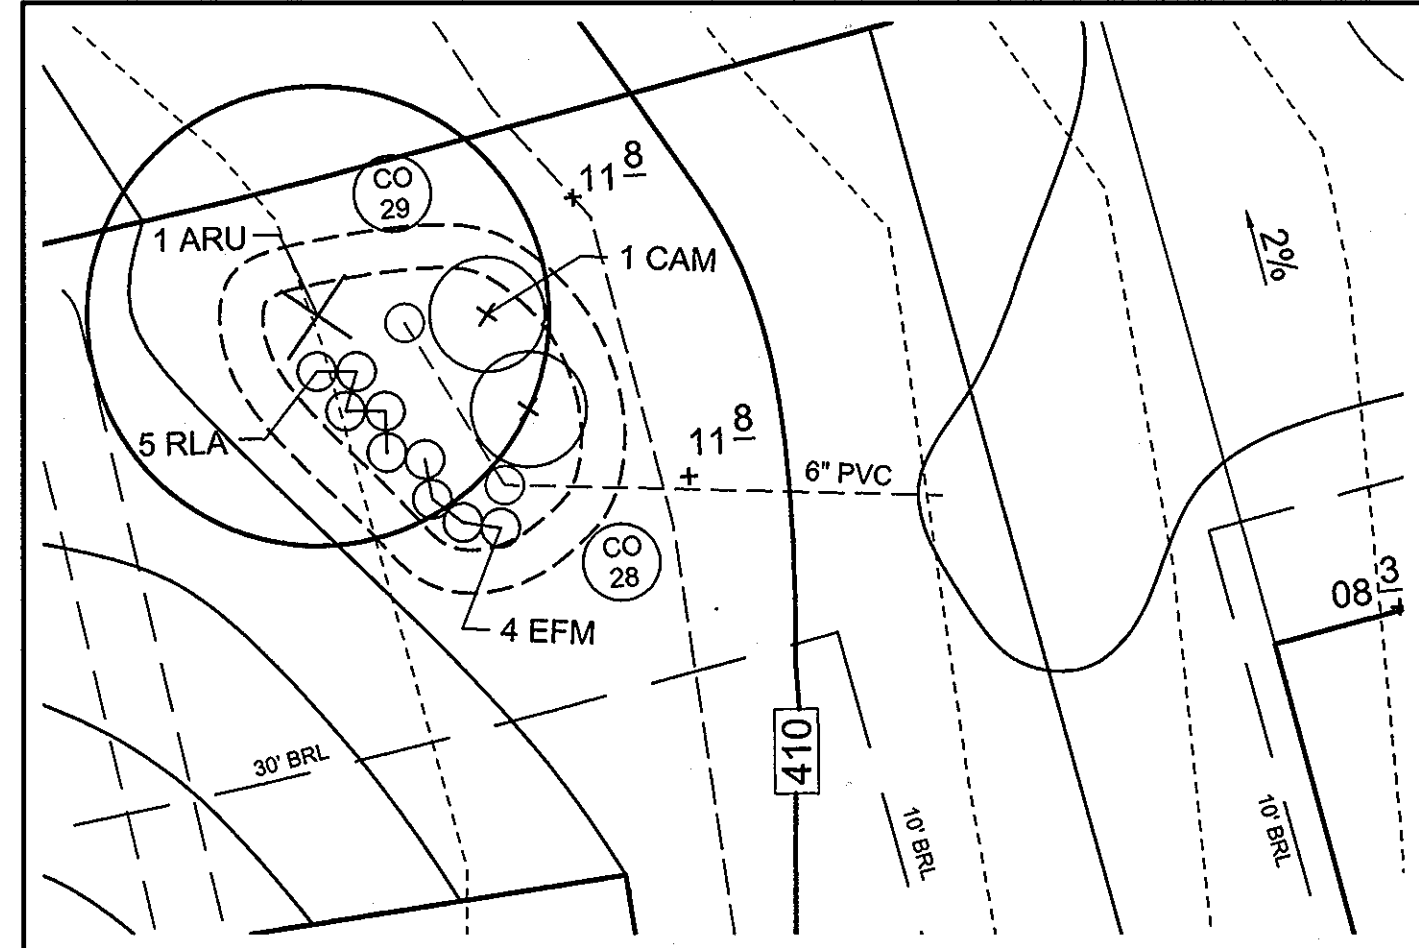 11 8
CO
29
1 ARU
1 CAM
2%
5 RLA
11 8
6" PVC
CO
28
08 3
4 EFM
410
30' BRL
10' BRL
10' BRL